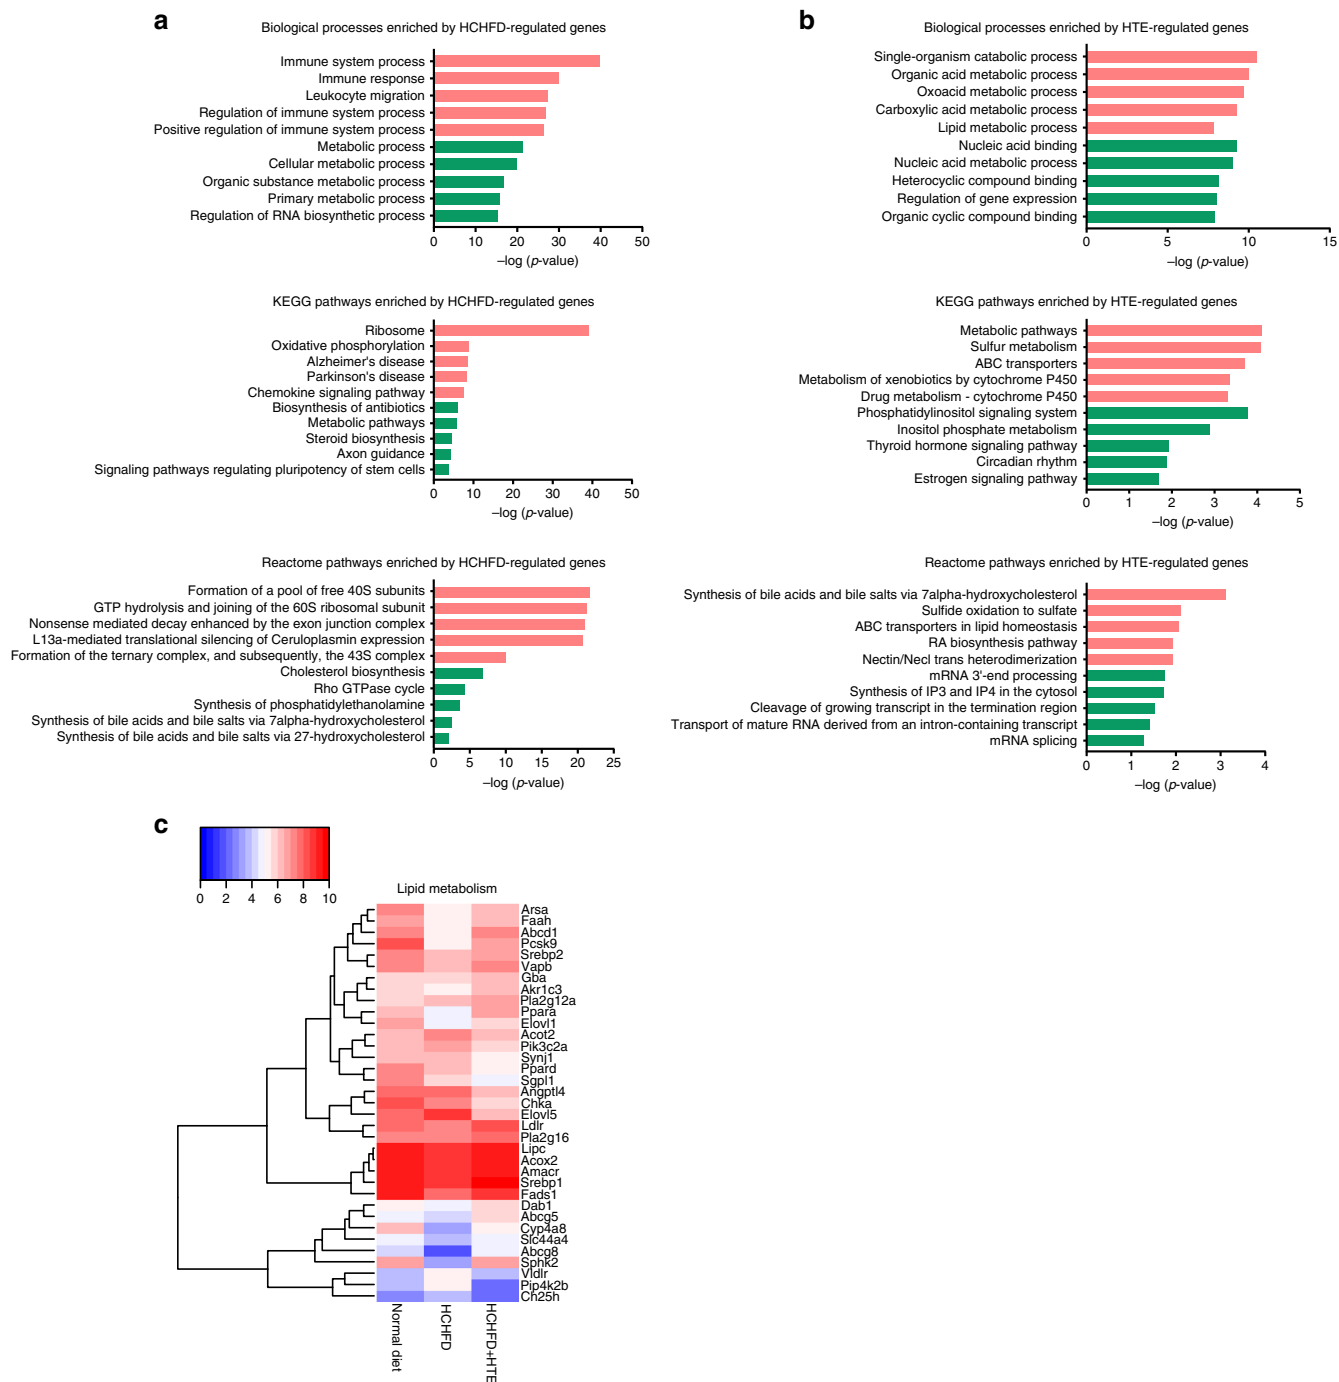 a
Biological processes enriched by HCHFD-regulated genes
Immune system process
Immune response
Leukocyte migration
Regulation of immune system process
Positive regulation of immune system process
Metabolic process
Cellular metabolic process
Organic substance metabolic process
Primary metabolic process
Regulation of RNA biosynthetic process
0 10 20 30 40 50
–log (p-value)
KEGG pathways enriched by HCHFD-regulated genes
Ribosome
Oxidative phosphorylation
Alzheimer's disease
Parkinson's disease
Chemokine signaling pathway
Biosynthesis of antibiotics
Metabolic pathways
Steroid biosynthesis
Axon guidance
Signaling pathways regulating pluripotency of stem cells
0 10 20 30 40 50
–log (p-value)
Reactome pathways enriched by HCHFD-regulated genes
Formation of a pool of free 40S subunits
GTP hydrolysis and joining of the 60S ribosomal subunit
Nonsense mediated decay enhanced by the exon junction complex
L13a-mediated translational silencing of Ceruloplasmin expression
Formation of the ternary complex, and subsequently, the 43S complex
Cholesterol biosynthesis
Rho GTPase cycle
Synthesis of phosphatidylethanolamine
Synthesis of bile acids and bile salts via 7alpha-hydroxycholesterol
Synthesis of bile acids and bile salts via 27-hydroxycholesterol
0 5 10 15 20 25
–log (p-value)
b
Biological processes enriched by HTE-regulated genes
Single-organism catabolic process
Organic acid metabolic process
Oxoacid metabolic process
Carboxylic acid metabolic process
Lipid metabolic process
Nucleic acid binding
Nucleic acid metabolic process
Heterocyclic compound binding
Regulation of gene expression
Organic cyclic compound binding
0 5 10 15
–log (p-value)
KEGG pathways enriched by HTE-regulated genes
Metabolic pathways
Sulfur metabolism
ABC transporters
Metabolism of xenobiotics by cytochrome P450
Drug metabolism - cytochrome P450
Phosphatidylinositol signaling system
Inositol phosphate metabolism
Thyroid hormone signaling pathway
Circadian rhythm
Estrogen signaling pathway
0 1 2 3 4 5
–log (p-value)
Reactome pathways enriched by HTE-regulated genes
Synthesis of bile acids and bile salts via 7alpha-hydroxycholesterol
Sulfide oxidation to sulfate
ABC transporters in lipid homeostasis
RA biosynthesis pathway
Nectin/Necl trans heterodimerization
mRNA 3'-end processing
Synthesis of IP3 and IP4 in the cytosol
Cleavage of growing transcript in the termination region
Transport of mature RNA derived from an intron-containing transcript
mRNA splicing
0 1 2 3 4
–log (p-value)
c
0 2 4 6 8 10
Lipid metabolism
Arsa
Faah
Abcd1
Pcsk9
Srebp2
Vapb
Gba
Akr1c3
Pla2g12a
Ppara
Elovl1
Acot2
Pik3c2a
Synj1
Ppard
Sgpl1
Angptl4
Chka
Elovl5
Ldlr
Pla2g16
Lipc
Acox2
Amacr
Srebp1
Fads1
Dab1
Abcg5
Cyp4a8
Slc44a4
Abcg8
Sphk2
Vldlr
Pip4k2b
Ch25h
Normal diet
HCHFD
HCHFD+HTE